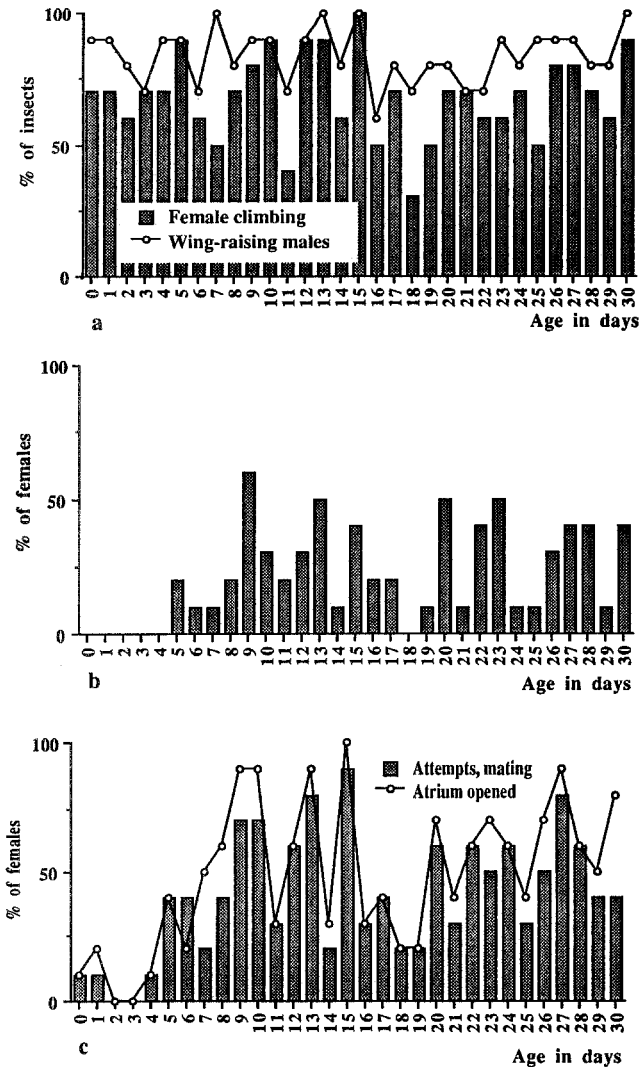 100
50
0
% of insects
Female climbing
Wing-raising males
0 1 2 3 4 5 6 7 8 9 10 11 12 13 14 15 16 17 18 19 20 21 22 23 24 25 26 27 28 29 30
a
Age in days
100
50
0
% of females
0 1 2 3 4 5 6 7 8 9 10 11 12 13 14 15 16 17 18 19 20 21 22 23 24 25 26 27 28 29 30
b
Age in days
100
50
0
% of females
Attempts, mating
Atrium opened
0 1 2 3 4 5 6 7 8 9 10 11 12 13 14 15 16 17 18 19 20 21 22 23 24 25 26 27 28 29 30
c
Age in days